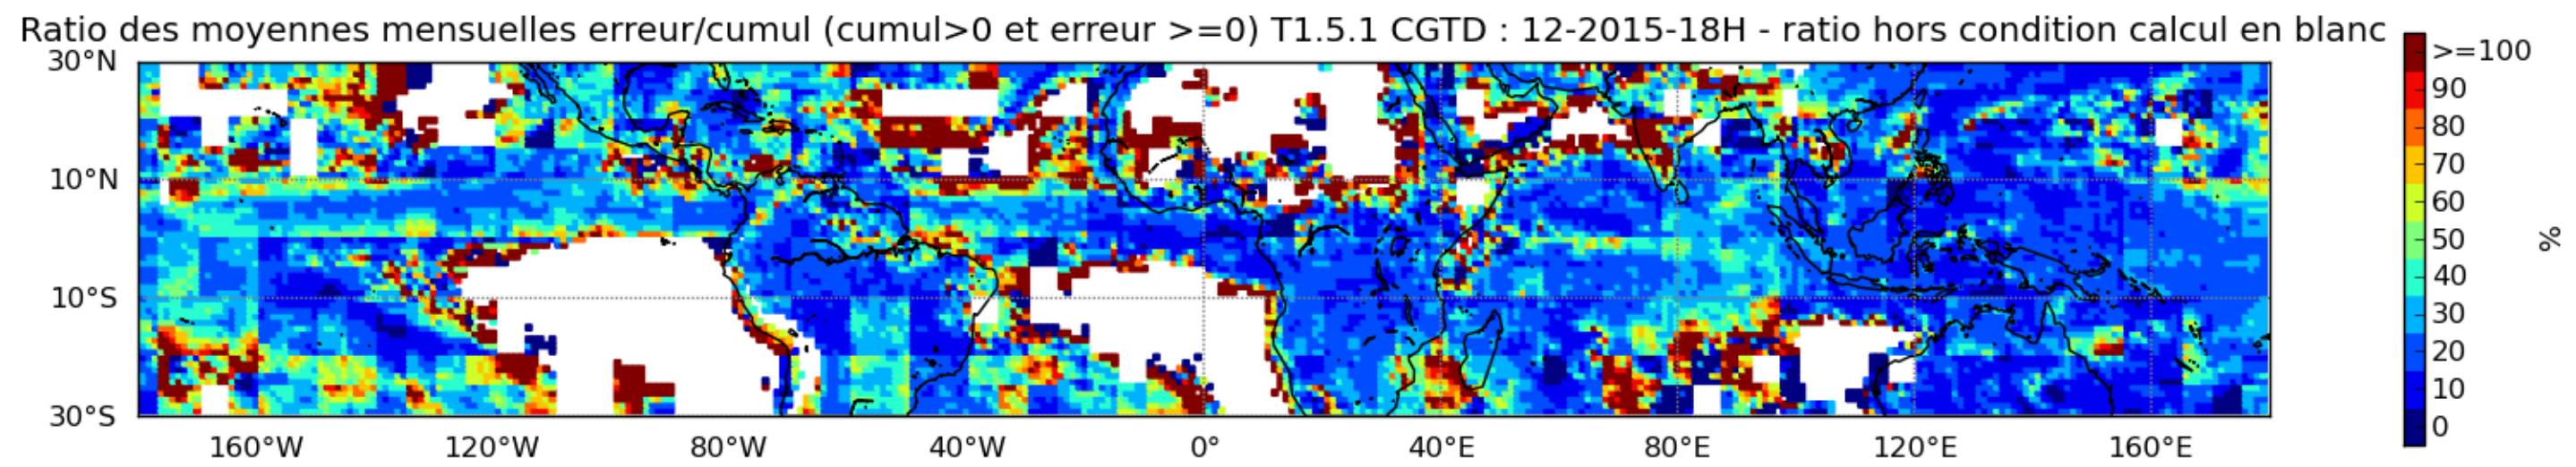 Ratio des moyennes mensuelles erreur/cumul (cumul>0 et erreur >=0) T1.5.1 CGTD : 12-2015-18H - ratio hors condition calcul en blanc
30°N
10°N
10°S
30°S
160°W 120°W 80°W 40°W 0° 40°E 80°E 120°E 160°E
>=100
90
80
70
60
50
40
30
20
10
0
%